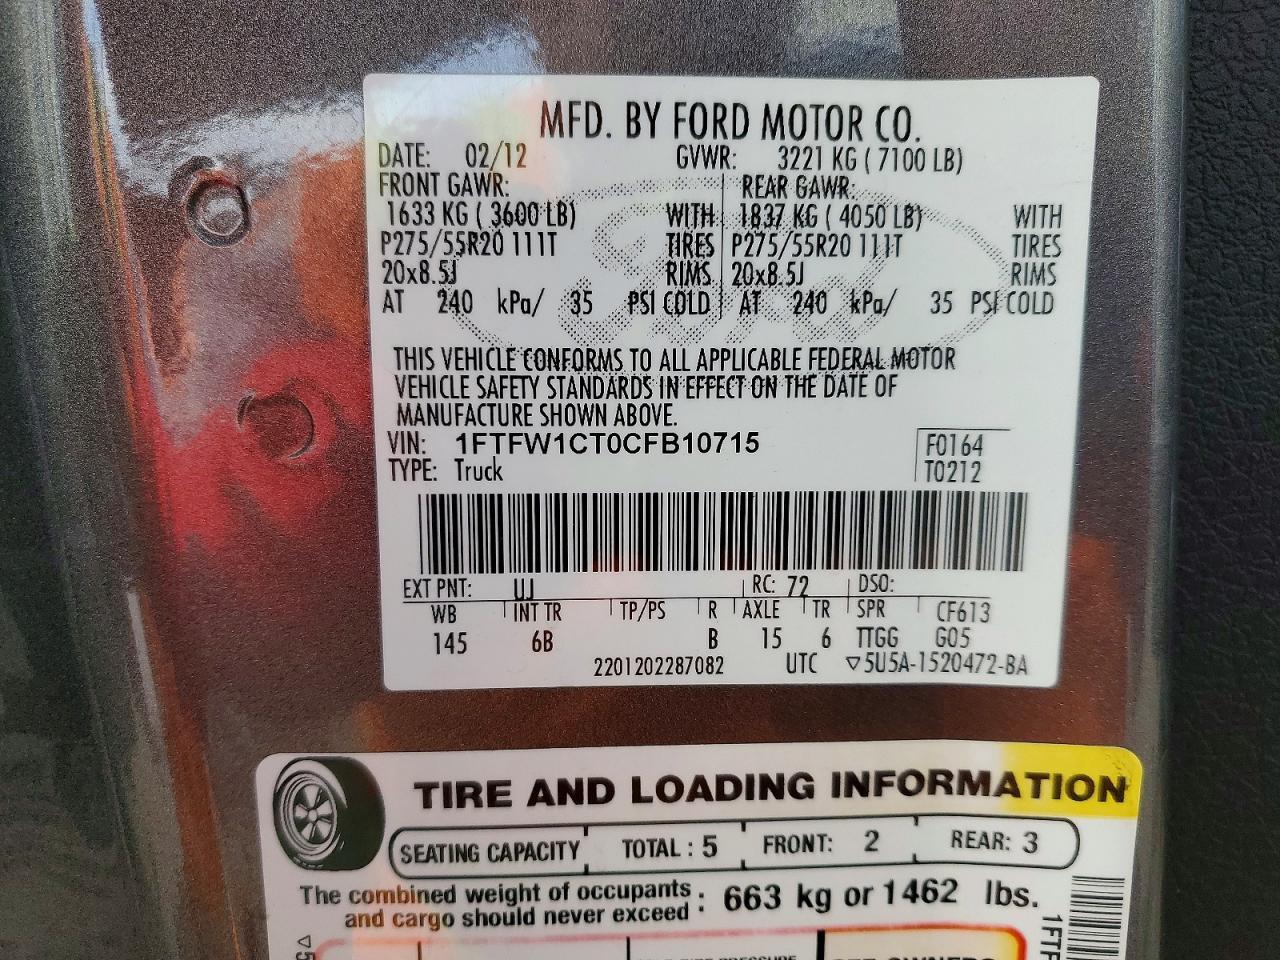 MFD. BY FORD MOTOR CO.
DATE: 02/12 GVWR: 3221 KG ( 7100 LB)
FRONT GAWR: REAR GAWR:
1633 KG ( 3600 LB) WITH 1837 KG ( 4050 LB) WITH
P275/55R20 111T TIRES P275/55R20 111T TIRES
20x8.5J RIMS 20x8.5J RIMS
AT 240 kPa/ 35 PSI COLD AT 240 kPa/ 35 PSI COLD
THIS VEHICLE CONFORMS TO ALL APPLICABLE FEDERAL MOTOR
VEHICLE SAFETY STANDARDS IN EFFECT ON THE DATE OF
MANUFACTURE SHOWN ABOVE.
VIN: 1FTFW1CT0CFB10715 F0164
TYPE: Truck T0212
EXT PNT: UJ RC: 72 DSO:
WB INT TR TP/PS R AXLE TR SPR CF613
145 6B B 15 6 TTGG G05
2201202287082 UTC ▽5U5A-1520472-BA
TIRE AND LOADING INFORMATION
SEATING CAPACITY TOTAL : 5 FRONT: 2 REAR: 3
The combined weight of occupants
and cargo should never exceed : 663 kg or 1462 lbs.
1FTF